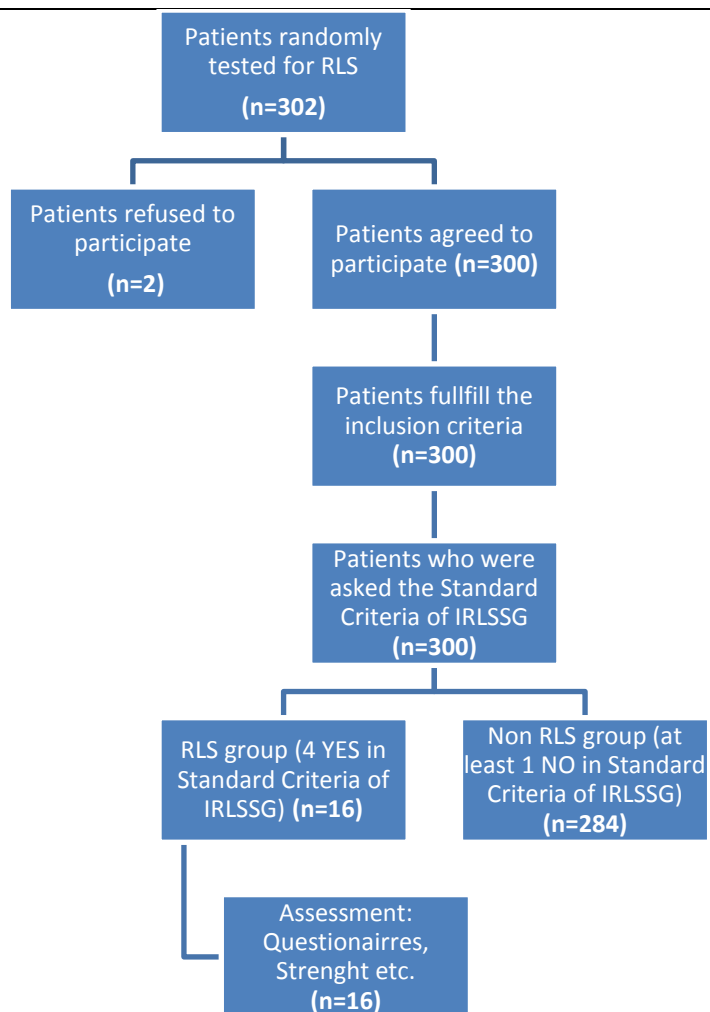 Patients randomly
tested for RLS
(n=302)
Patients refused to
participate
(n=2)
Patients agreed to
participate (n=300)
Patients fullfill the
inclusion criteria
(n=300)
Patients who were
asked the Standard
Criteria of IRLSSG
(n=300)
RLS group (4 YES in
Standard Criteria of
IRLSSG) (n=16)
Non RLS group (at
least 1 NO in Standard
Criteria of IRLSSG)
(n=284)
Assessment:
Questionairres,
Strenght etc.
(n=16)